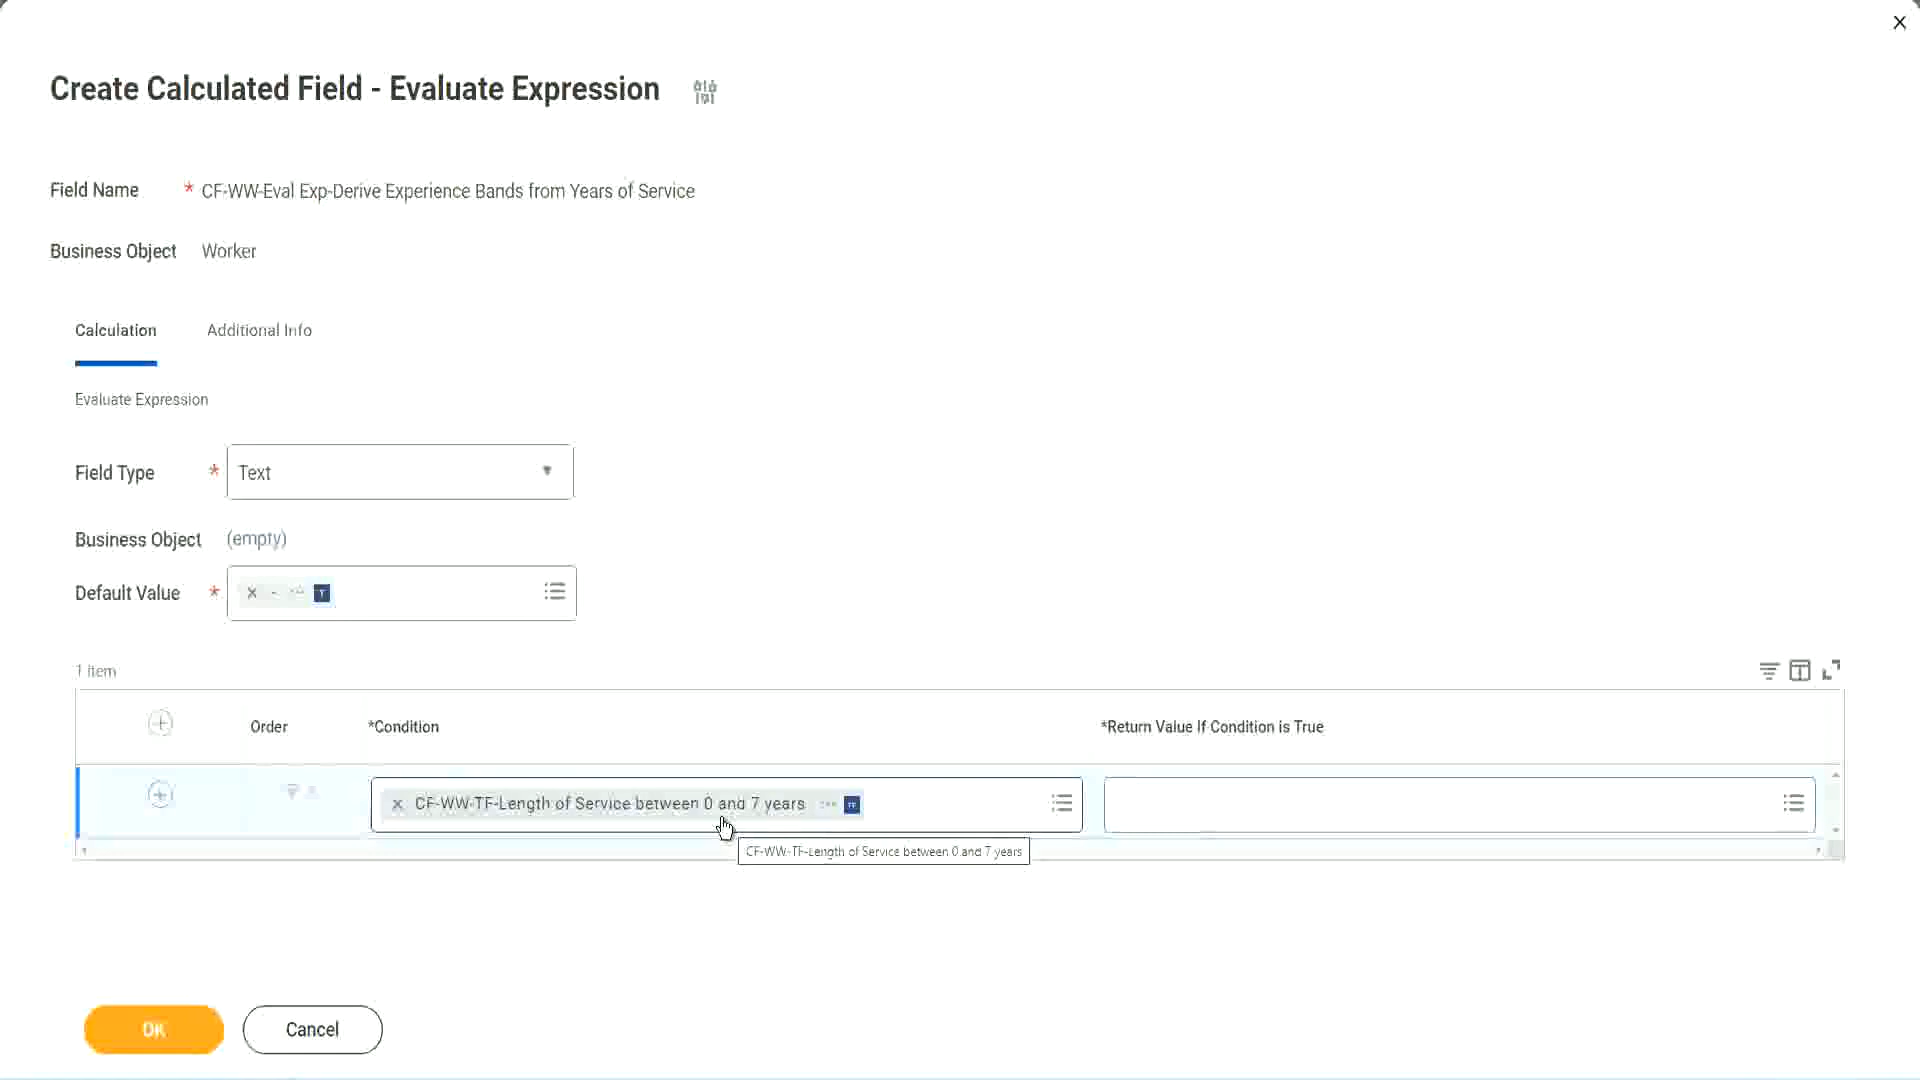 Create Calculated Field - Evaluate Expression
Field Name * CF-WW-Eval Exp-Derive Experience Bands from Years of Service
Business Object Worker
Calculation Additional Info
Evaluate Expression
Field Type * Text
Business Object (empty)
Default Value * × - T
1 item
Order *Condition *Return Value If Condition is True
× CF-WW-TF-Length of Service between 0 and 7 years TF
CF-WW-TF-Length of Service between 0 and 7 years
OK Cancel